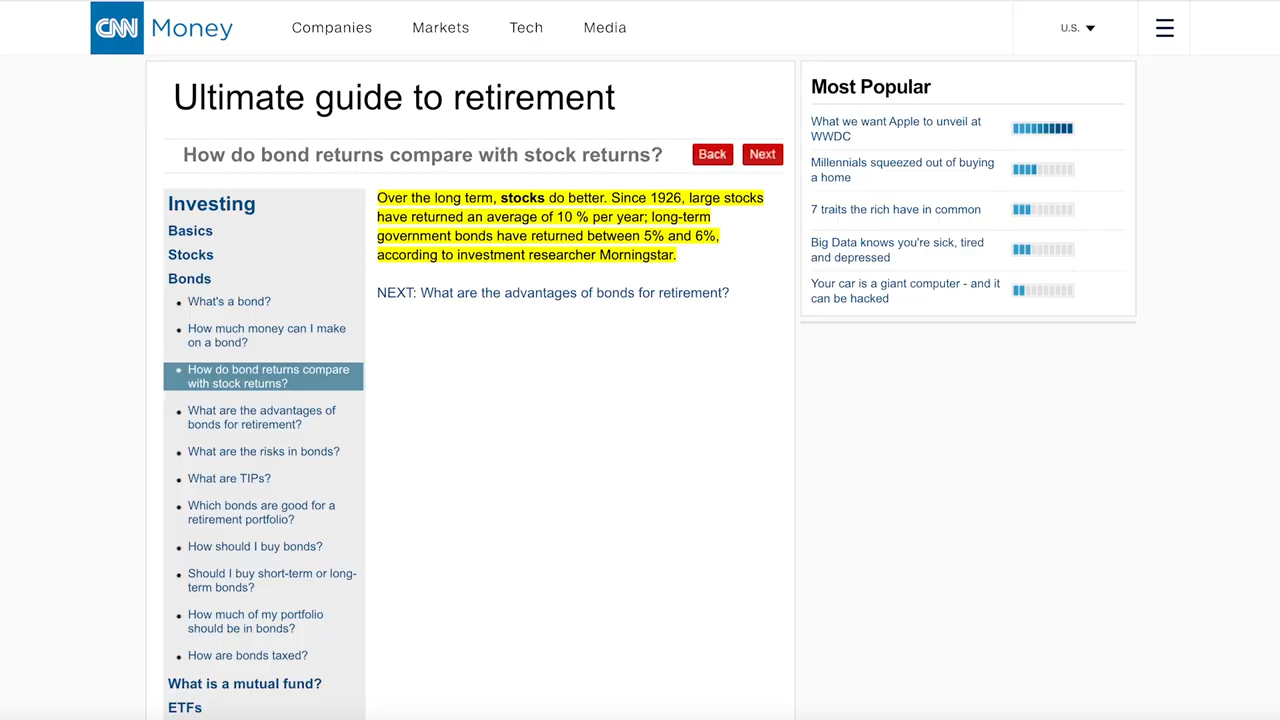 CNN Money Companies Markets Tech Media U.S.
Ultimate guide to retirement
How do bond returns compare with stock returns? Back Next
Investing
Basics
Stocks
Bonds
What's a bond?
How much money can I make
on a bond?
How do bond returns compare
with stock returns?
What are the advantages of
bonds for retirement?
What are the risks in bonds?
What are TIPs?
Which bonds are good for a
retirement portfolio?
How should I buy bonds?
Should I buy short-term or long-
term bonds?
How much of my portfolio
should be in bonds?
How are bonds taxed?
What is a mutual fund?
ETFs
Over the long term, stocks do better. Since 1926, large stocks
have returned an average of 10 % per year; long-term
government bonds have returned between 5% and 6%,
according to investment researcher Morningstar.
NEXT: What are the advantages of bonds for retirement?
Most Popular
What we want Apple to unveil at
WWDC
Millennials squeezed out of buying
a home
7 traits the rich have in common
Big Data knows you're sick, tired
and depressed
Your car is a giant computer - and it
can be hacked